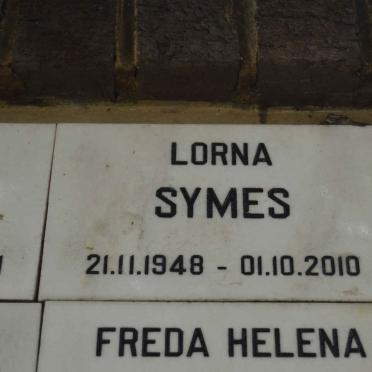 LORNA
SYMES
21.11.1948 - 01.10.2010
FREDA HELENA